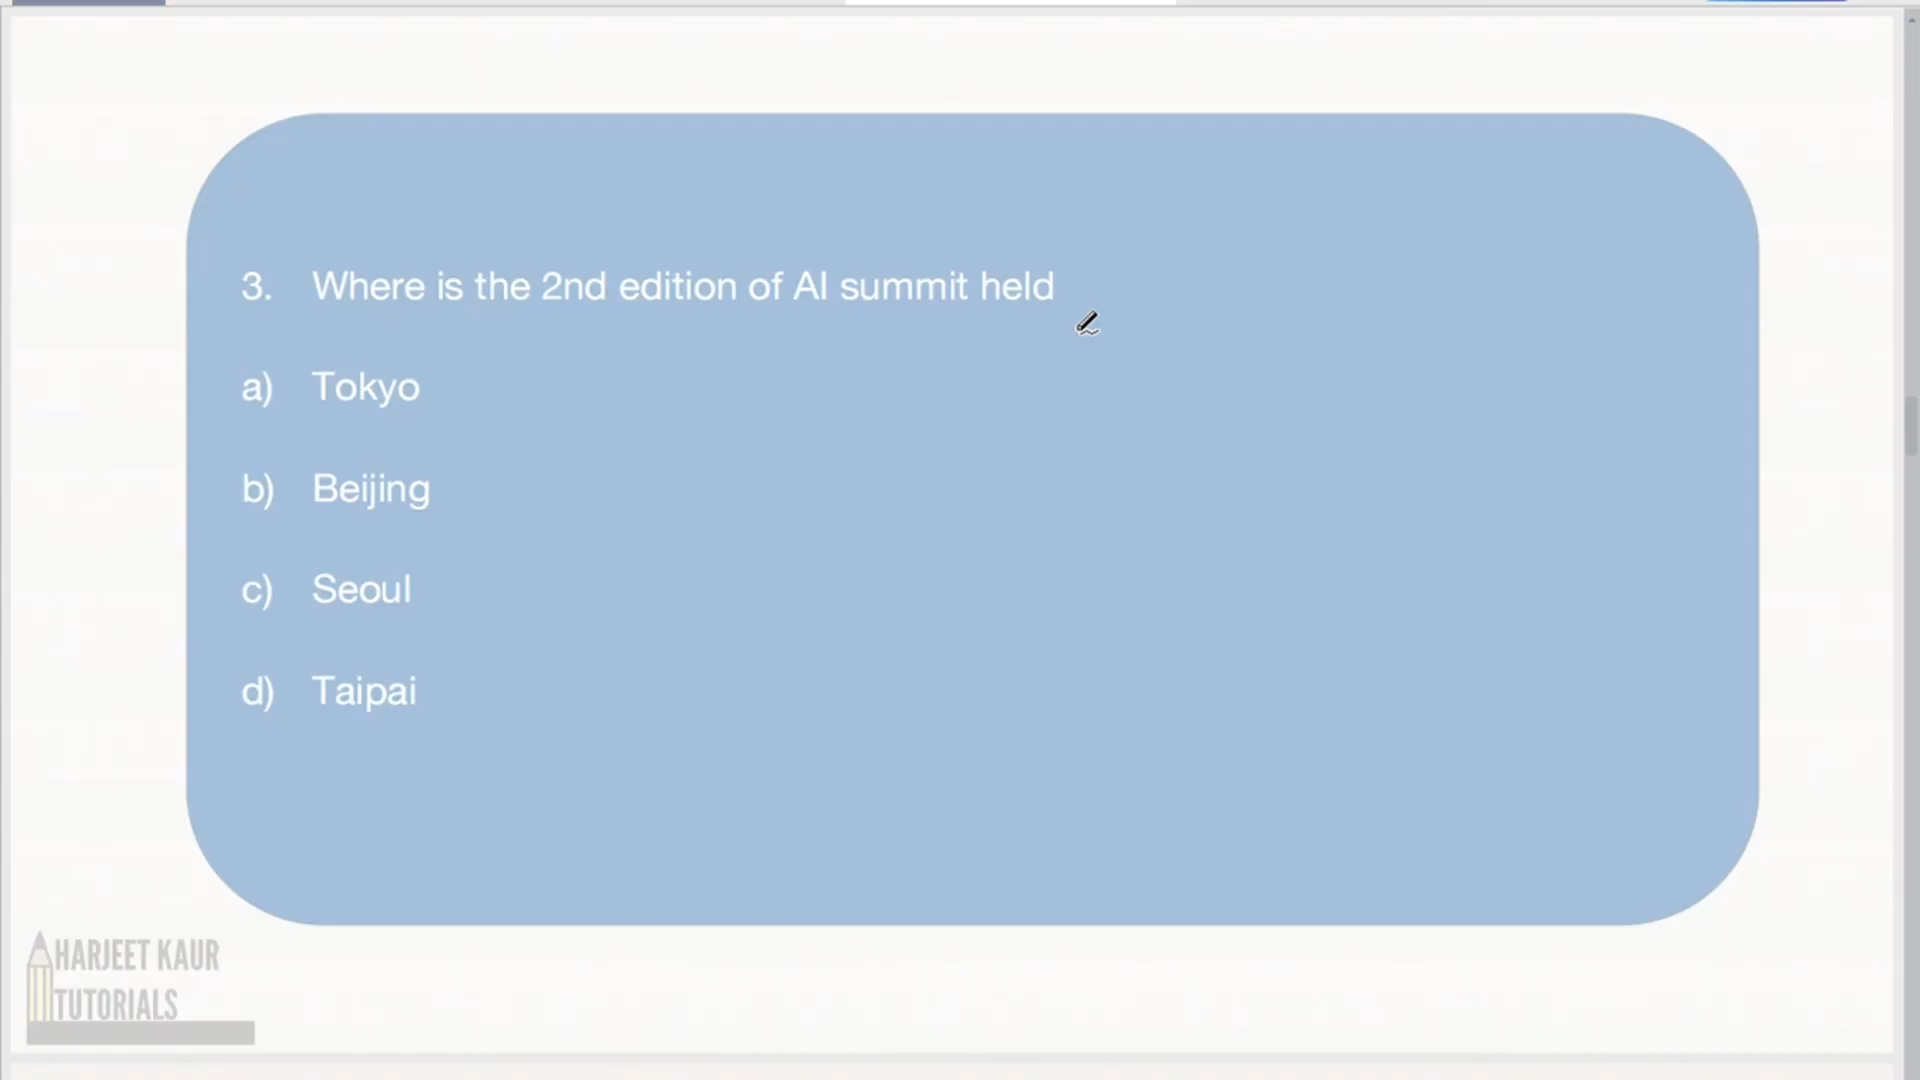 3. Where is the 2nd edition of AI summit held
a) Tokyo
b) Beijing
c) Seoul
d) Taipai
HARJEET KAUR
TUTORIALS